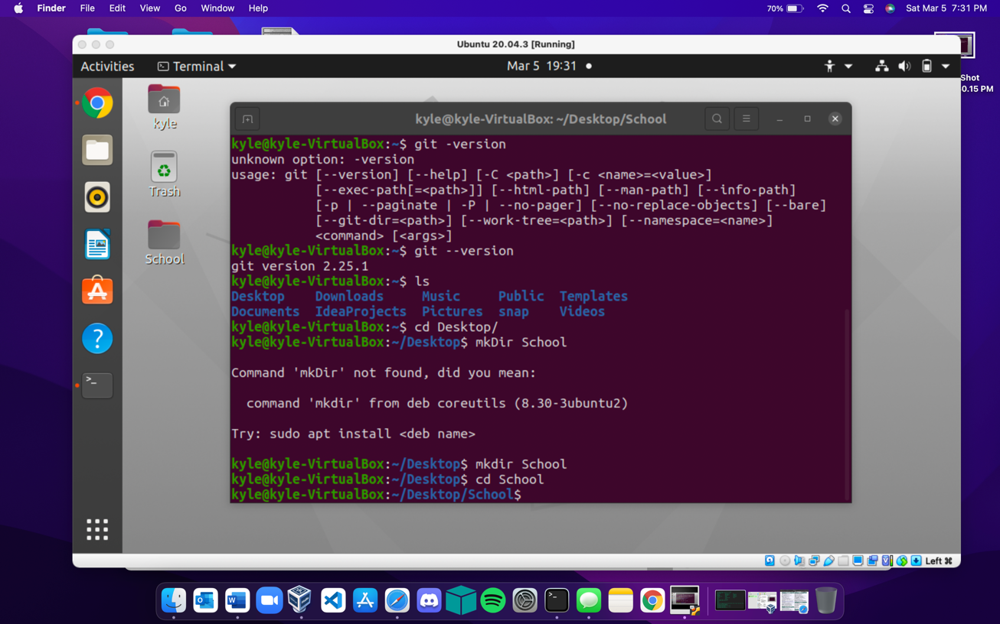 Finder File Edit View Go Window Help 70% Sat Mar 5 7:31 PM
Ubuntu 20.04.3 [Running]
Activities Terminal Mar 5 19:31
Shot
0.15 PM
kyle
Trash
School
kyle@kyle-VirtualBox: ~/Desktop/School
kyle@kyle-VirtualBox:~$ git -version
unknown option: -version
usage: git [--version] [--help] [-C <path>] [-c <name>=<value>]
[--exec-path[=<path>]] [--html-path] [--man-path] [--info-path]
[-p | --paginate | -P | --no-pager] [--no-replace-objects] [--bare]
[--git-dir=<path>] [--work-tree=<path>] [--namespace=<name>]
<command> [<args>]
kyle@kyle-VirtualBox:~$ git --version
git version 2.25.1
kyle@kyle-VirtualBox:~$ ls
Desktop Downloads Music Public Templates
Documents IdeaProjects Pictures snap Videos
kyle@kyle-VirtualBox:~$ cd Desktop/
kyle@kyle-VirtualBox:~/Desktop$ mkDir School
Command 'mkDir' not found, did you mean:
command 'mkdir' from deb coreutils (8.30-3ubuntu2)
Try: sudo apt install <deb name>
kyle@kyle-VirtualBox:~/Desktop$ mkdir School
kyle@kyle-VirtualBox:~/Desktop$ cd School
kyle@kyle-VirtualBox:~/Desktop/School$
Left ⌘